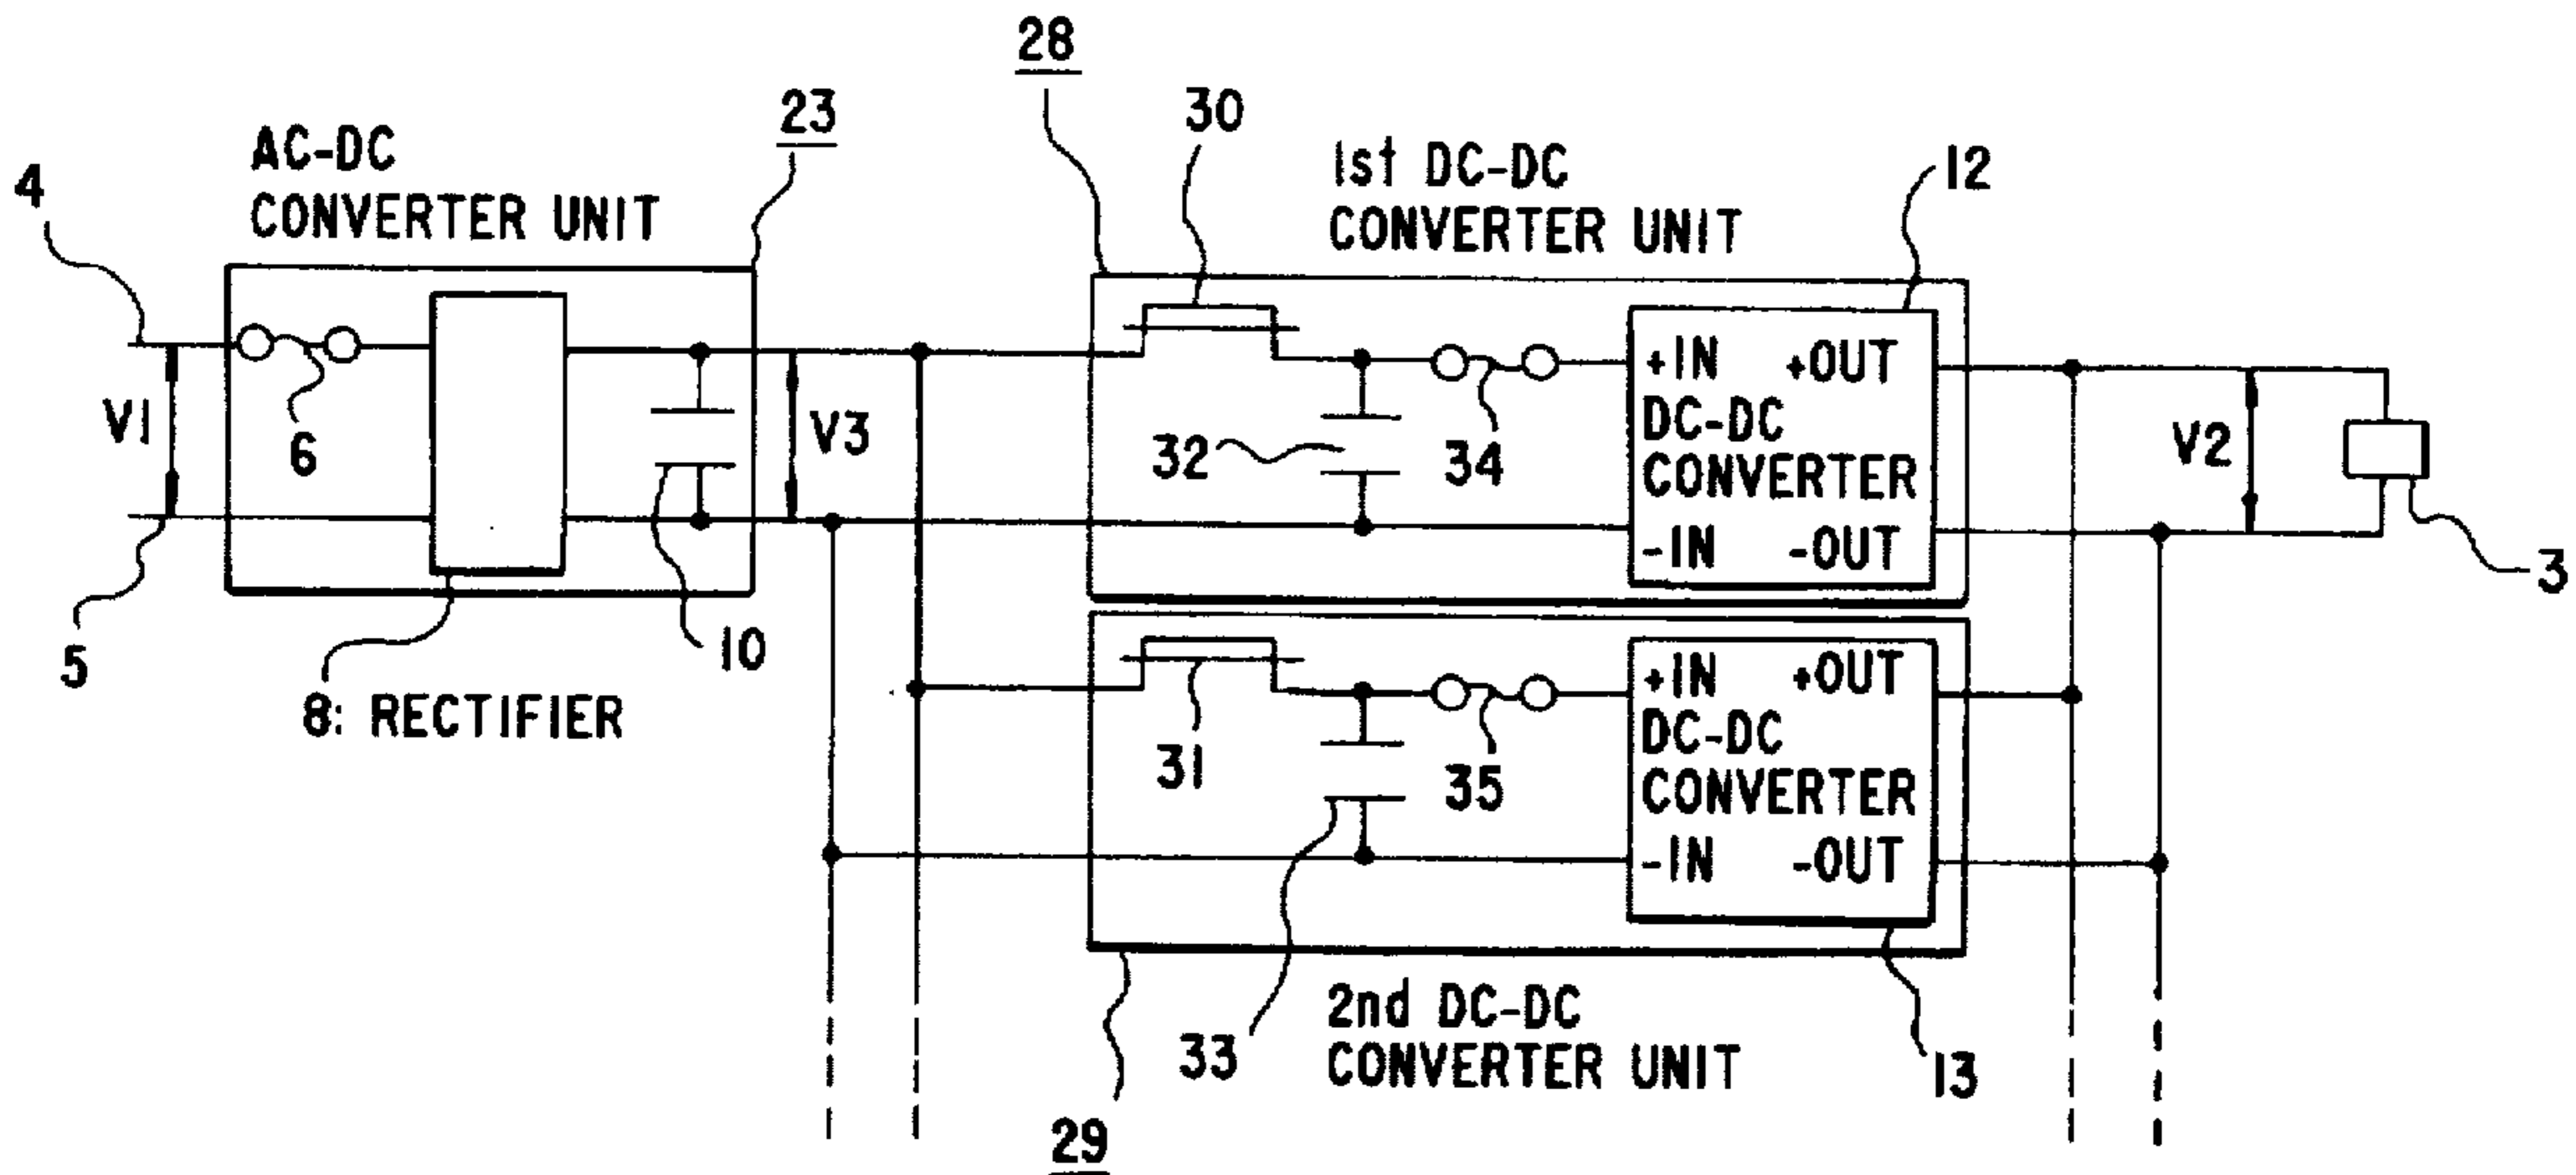 28
23
30
AC-DC
CONVERTER UNIT
1st DC-DC
CONVERTER UNIT
12
4
V1
6
V3
32
34
+IN +OUT
DC-DC
CONVERTER
-IN -OUT
V2
3
5
10
8: RECTIFIER
31
35
+IN +OUT
DC-DC
CONVERTER
-IN -OUT
33
2nd DC-DC
CONVERTER UNIT
13
29